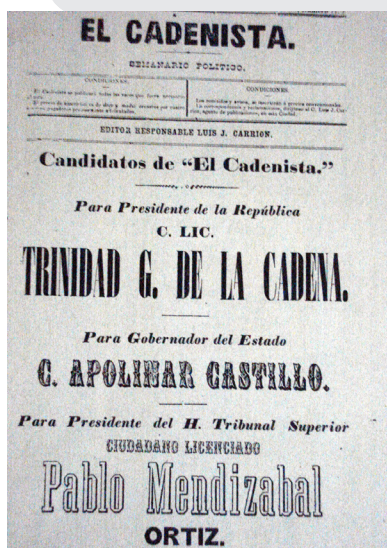 EL CADENISTA.
SEMANARIO POLITICO.
CONDICIONES.
CONDICIONES.
EDITOR RESPONSABLE LUIS J. CARRION.
Candidatos de “El Cadenista.”
Para Presidente de la República
C. LIC.
TRINIDAD G. DE LA CADENA.
Para Gobernador del Estado
C. APOLINAR CASTILLO.
Para Presidente del H. Tribunal Superior
CIUDADANO LICENCIADO
Pablo Mendizabal
ORTIZ.